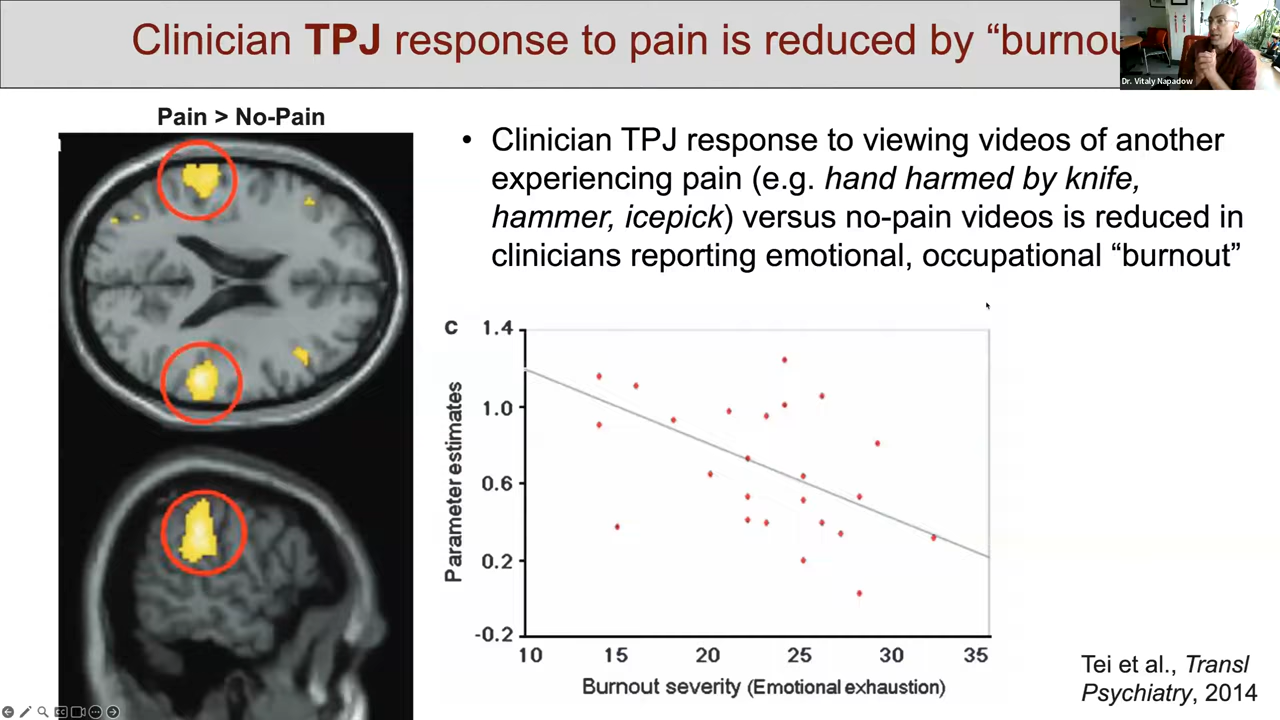 Clinician TPJ response to pain is reduced by “burnou
Dr. Vitaly Napadow
Pain > No-Pain
• Clinician TPJ response to viewing videos of another
experiencing pain (e.g. hand harmed by knife,
hammer, icepick) versus no-pain videos is reduced in
clinicians reporting emotional, occupational “burnout”
C
Parameter estimates
1.4
1.0
0.6
0.2
-0.2
10 15 20 25 30 35
Burnout severity (Emotional exhaustion)
Tei et al., Transl
Psychiatry, 2014